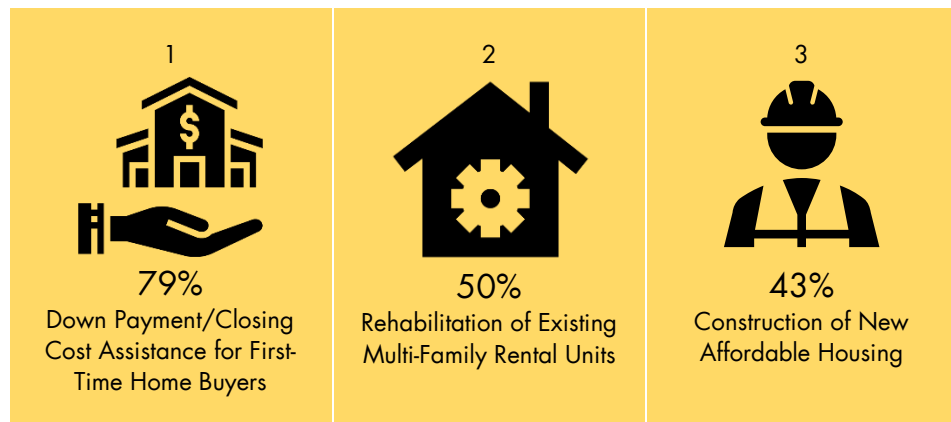 1
$
79%
Down Payment/Closing
Cost Assistance for First-
Time Home Buyers
2
50%
Rehabilitation of Existing
Multi-Family Rental Units
3
43%
Construction of New
Affordable Housing